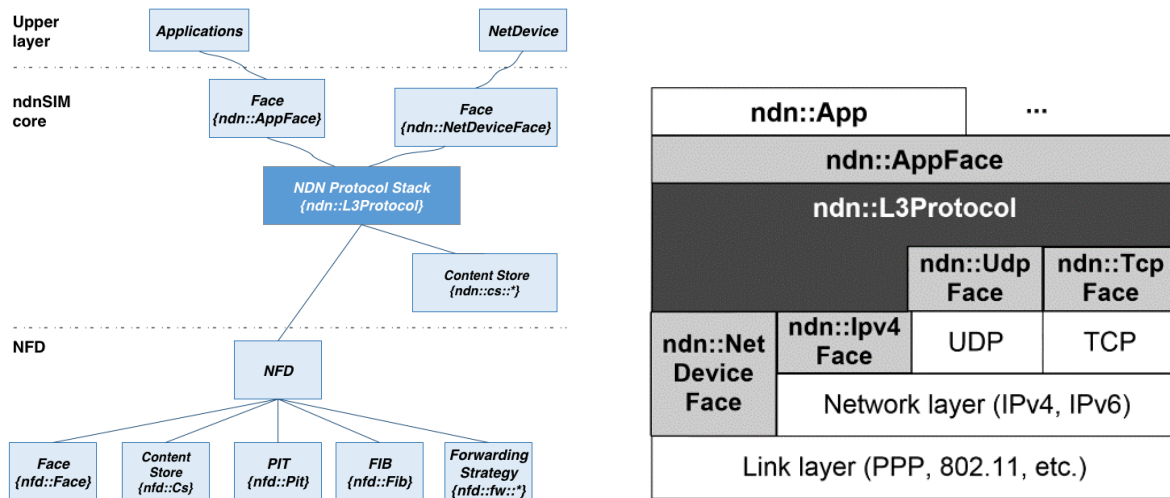 Upper
layer
Applications
NetDevice
ndnSIM
core
Face
{ndn::AppFace}
Face
{ndn::NetDeviceFace}
NDN Protocol Stack
{ndn::L3Protocol}
Content Store
{ndn::cs::*}
NFD
NFD
Face
{nfd::Face}
Content
Store
{nfd::Cs}
PIT
{nfd::Pit}
FIB
{nfd::Fib}
Forwarding
Strategy
{nfd::fw::*}
ndn::App
...
ndn::AppFace
ndn::L3Protocol
ndn::Udp
Face
ndn::Tcp
Face
ndn::Net
Device
Face
ndn::Ipv4
Face
UDP
TCP
Network layer (IPv4, IPv6)
Link layer (PPP, 802.11, etc.)